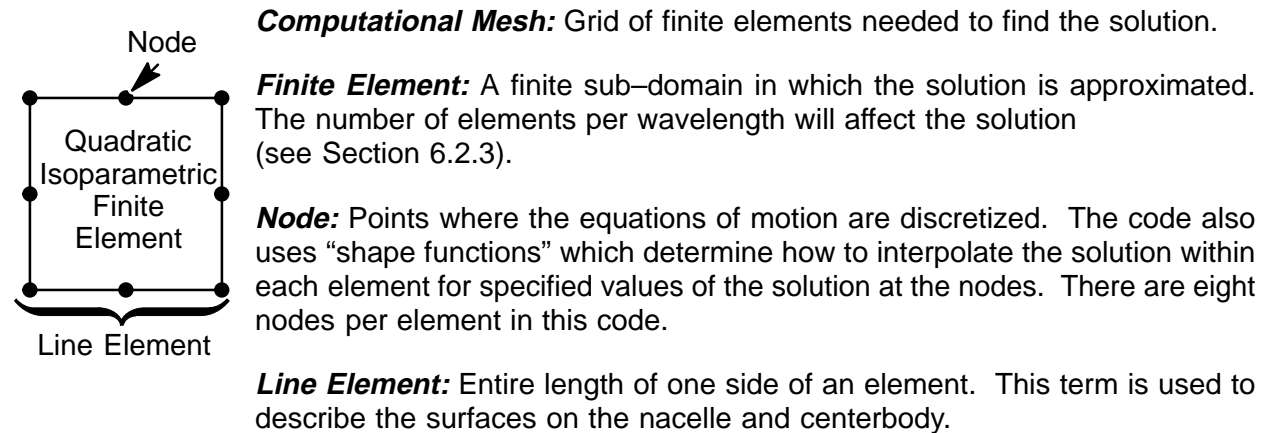 Node
Quadratic
Isoparametric
Finite
Element
Line Element
Computational Mesh: Grid of finite elements needed to find the solution.
Finite Element: A finite sub–domain in which the solution is approximated.
The number of elements per wavelength will affect the solution
(see Section 6.2.3).
Node: Points where the equations of motion are discretized. The code also
uses “shape functions” which determine how to interpolate the solution within
each element for specified values of the solution at the nodes. There are eight
nodes per element in this code.
Line Element: Entire length of one side of an element. This term is used to
describe the surfaces on the nacelle and centerbody.